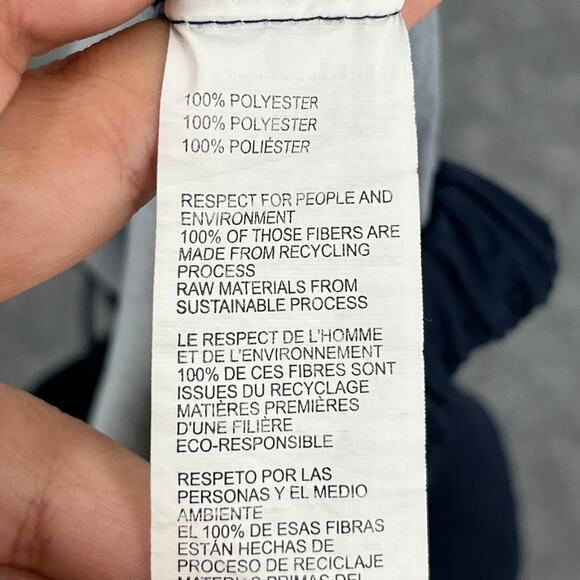 100% POLYESTER
100% POLYESTER
100% POLIÉSTER
RESPECT FOR PEOPLE AND
ENVIRONMENT
100% OF THOSE FIBERS ARE
MADE FROM RECYCLING
PROCESS
RAW MATERIALS FROM
SUSTAINABLE PROCESS
LE RESPECT DE L'HOMME
ET DE L'ENVIRONNEMENT
100% DE CES FIBRES SONT
ISSUES DU RECYCLAGE
MATIÈRES PREMIÈRES
D'UNE FILIÈRE
ECO-RESPONSIBLE
RESPETO POR LAS
PERSONAS Y EL MEDIO
AMBIENTE
EL 100% DE ESAS FIBRAS
ESTÁN HECHAS DE
PROCESO DE RECICLAJE
MATERIAS PRIMAS DEL